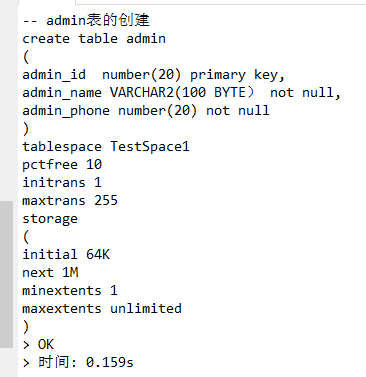 -- admin表的创建
create table admin
(
admin_id  number(20) primary key,
admin_name VARCHAR2(100 BYTE） not null,
admin_phone number(20) not null
)
tablespace TestSpace1
pctfree 10
initrans 1
maxtrans 255
storage
(
initial 64K
next 1M
minextents 1
maxextents unlimited
)
> OK
> 时间: 0.159s